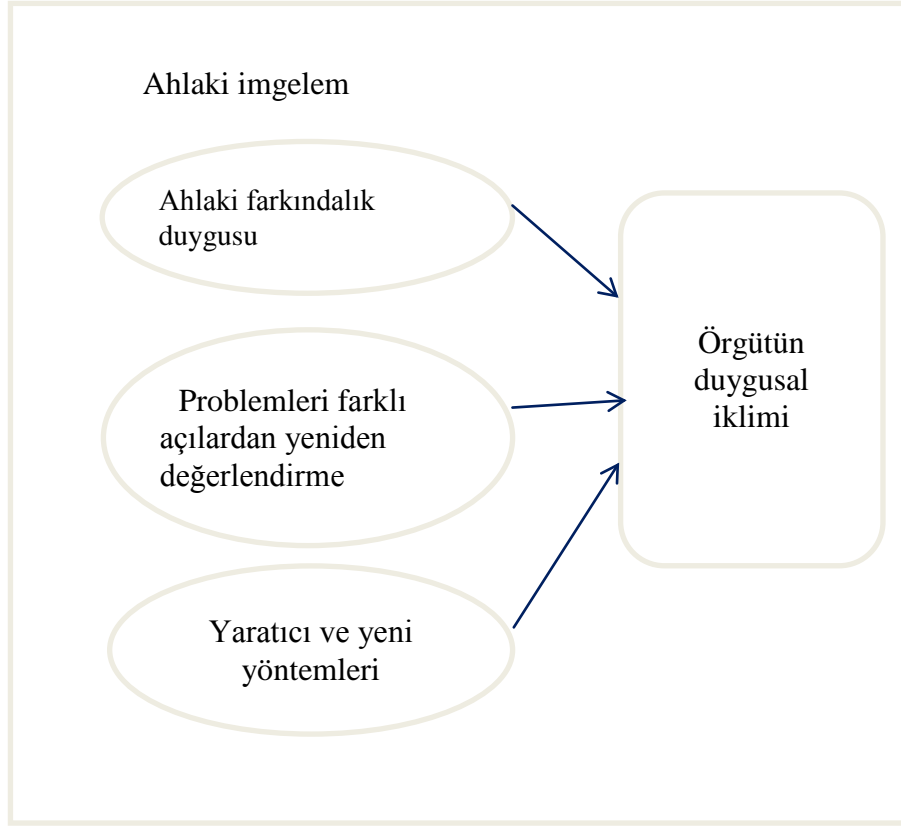 Ahlaki imgelem
Ahlaki farkındalık
duygusu
Problemleri farklı
açılardan yeniden
değerlendirme
Yaratıcı ve yeni
yöntemleri
Örgütün
duygusal
iklimi